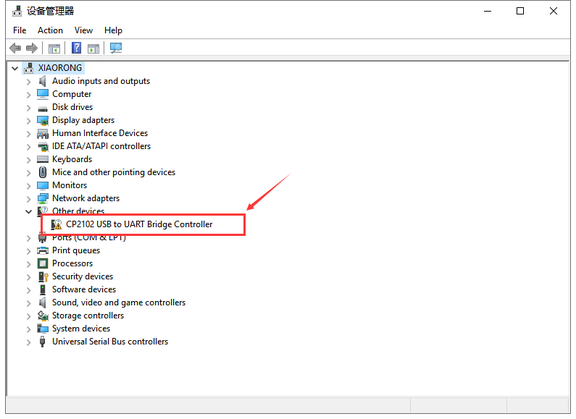 设备管理器
File Action View Help
XIAORONG
Audio inputs and outputs
Computer
Disk drives
Display adapters
Human Interface Devices
IDE ATA/ATAPI controllers
Keyboards
Mice and other pointing devices
Monitors
Network adapters
Other devices
CP2102 USB to UART Bridge Controller
Ports (COM & LPT)
Print queues
Processors
Security devices
Software devices
Sound, video and game controllers
Storage controllers
System devices
Universal Serial Bus controllers